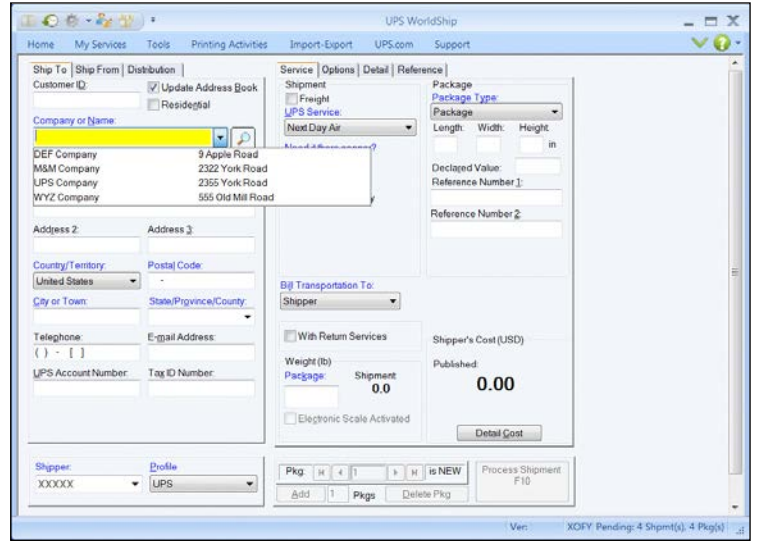 UPS WorldShip
Home My Services Tools Printing Activities Import-Export UPS.com Support
Ship To Ship From Distribution
Customer ID:
Update Address Book
Residential
Company or Name:
DEF Company 9 Apple Road
M&M Company 2322 York Road
UPS Company 2355 York Road
WYZ Company 555 Old Mill Road
Address 2: Address 3:
Country/Territory: Postal Code:
United States -
City or Town: State/Province/County:
Telephone: E-mail Address:
( ) - [ ]
UPS Account Number: Tax ID Number:
Shipper: Profile
XXXXX UPS
Service Options Detail Reference
Shipment
Freight
UPS Service:
Next Day Air
Bill Transportation To:
Shipper
With Return Services
Weight (lb)
Package: Shipment
0.0
Electronic Scale Activated
Package
Package Type:
Package
Length: Width: Height:
in
Declared Value:
Reference Number 1:
Reference Number 2:
Shipper's Cost (USD)
Published:
0.00
Detail Cost
Pkg: 1 is NEW
Add 1 Pkgs Delete Pkg
Process Shipment
F10
Ver: XOFY Pending: 4 Shpmt(s), 4 Pkg(s)